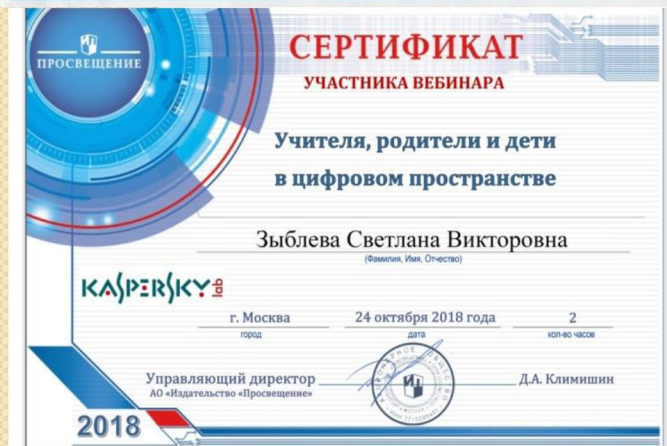 ПРОСВЕЩЕНИЕ
СЕРТИФИКАТ
УЧАСТНИКА ВЕБИНАРА
Учителя, родители и дети
в цифровом пространстве
Зыблева Светлана Викторовна
(Фамилия, Имя, Отчество)
KASPERSKY lab
г. Москва 24 октября 2018 года 2
город дата кол-во часов
Управляющий директор Д.А. Климишин
АО «Издательство «Просвещение»
2018